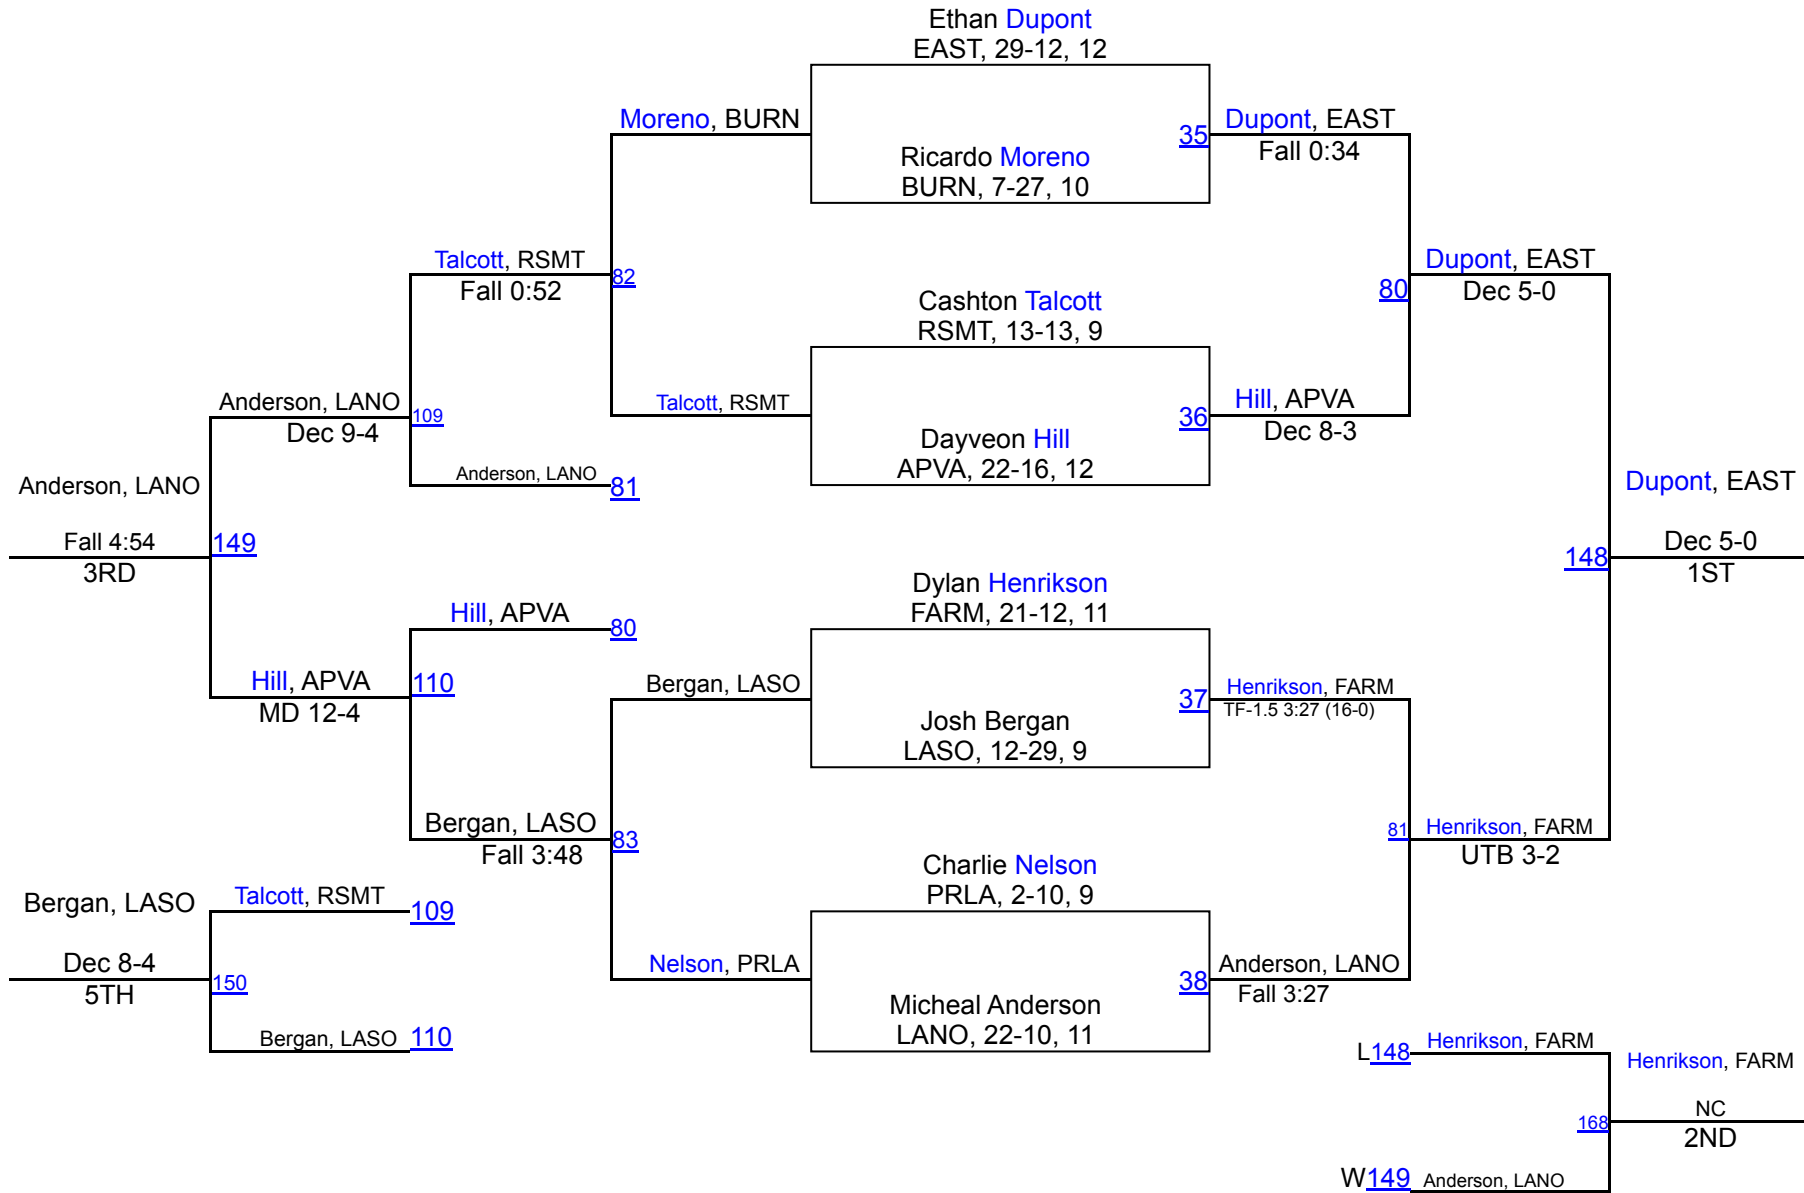 Ethan Dupont
EAST, 29-12, 12
Moreno, BURN
35
Dupont, EAST
Fall 0:34
Ricardo Moreno
BURN, 7-27, 10
Talcott, RSMT
Fall 0:52
82
Cashton Talcott
RSMT, 13-13, 9
80
Dupont, EAST
Dec 5-0
Anderson, LANO
Dec 9-4
109
Talcott, RSMT
36
Hill, APVA
Dec 8-3
Dayveon Hill
APVA, 22-16, 12
Anderson, LANO
81
Anderson, LANO
Fall 4:54
3RD
149
Dupont, EAST
148
Dec 5-0
1ST
Dylan Henrikson
FARM, 21-12, 11
Hill, APVA
80
Hill, APVA
MD 12-4
110
Bergan, LASO
37
Henrikson, FARM
TF-1.5 3:27 (16-0)
Josh Bergan
LASO, 12-29, 9
Bergan, LASO
Fall 3:48
83
81
Henrikson, FARM
UTB 3-2
Charlie Nelson
PRLA, 2-10, 9
Bergan, LASO
Talcott, RSMT
109
Dec 8-4
5TH
150
Nelson, PRLA
38
Anderson, LANO
Fall 3:27
Micheal Anderson
LANO, 22-10, 11
Bergan, LASO
110
L148
Henrikson, FARM
Henrikson, FARM
168
NC
2ND
W149
Anderson, LANO